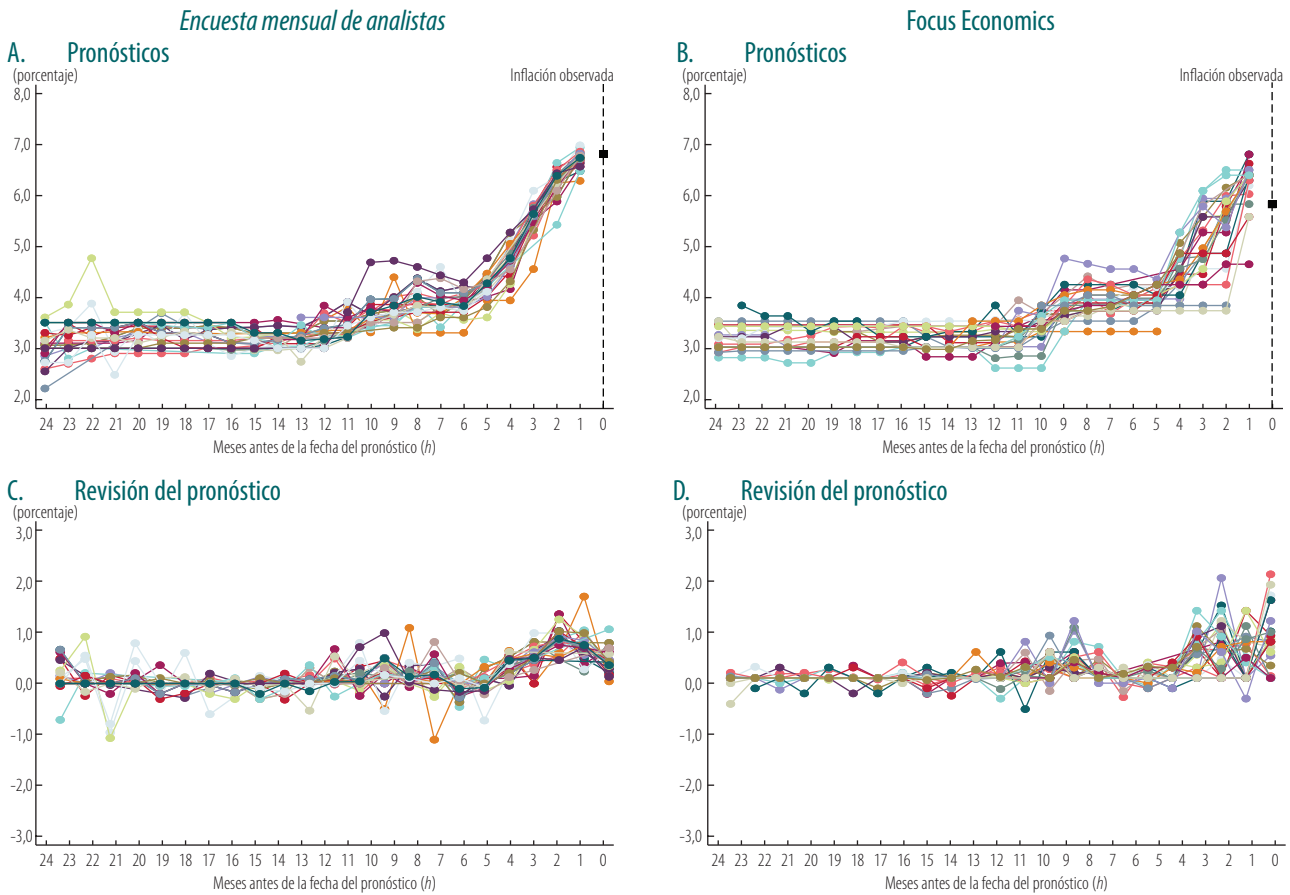 Encuesta mensual de analistas
A. Pronósticos
(porcentaje)
Inflación observada
8,0
7,0
6,0
5,0
4,0
3,0
2,0
24 23 22 21 20 19 18 17 16 15 14 13 12 11 10 9 8 7 6 5 4 3 2 1 0
Meses antes de la fecha del pronóstico (h)
Focus Economics
B. Pronósticos
(porcentaje)
Inflación observada
8,0
7,0
6,0
5,0
4,0
3,0
2,0
24 23 22 21 20 19 18 17 16 15 14 13 12 11 10 9 8 7 6 5 4 3 2 1 0
Meses antes de la fecha del pronóstico (h)
C. Revisión del pronóstico
(porcentaje)
3,0
2,0
1,0
0,0
-1,0
-2,0
-3,0
24 23 22 21 20 19 18 17 16 15 14 13 12 11 10 9 8 7 6 5 4 3 2 1 0
Meses antes de la fecha del pronóstico (h)
D. Revisión del pronóstico
(porcentaje)
3,0
2,0
1,0
0,0
-1,0
-2,0
-3,0
24 23 22 21 20 19 18 17 16 15 14 13 12 11 10 9 8 7 6 5 4 3 2 1 0
Meses antes de la fecha del pronóstico (h)